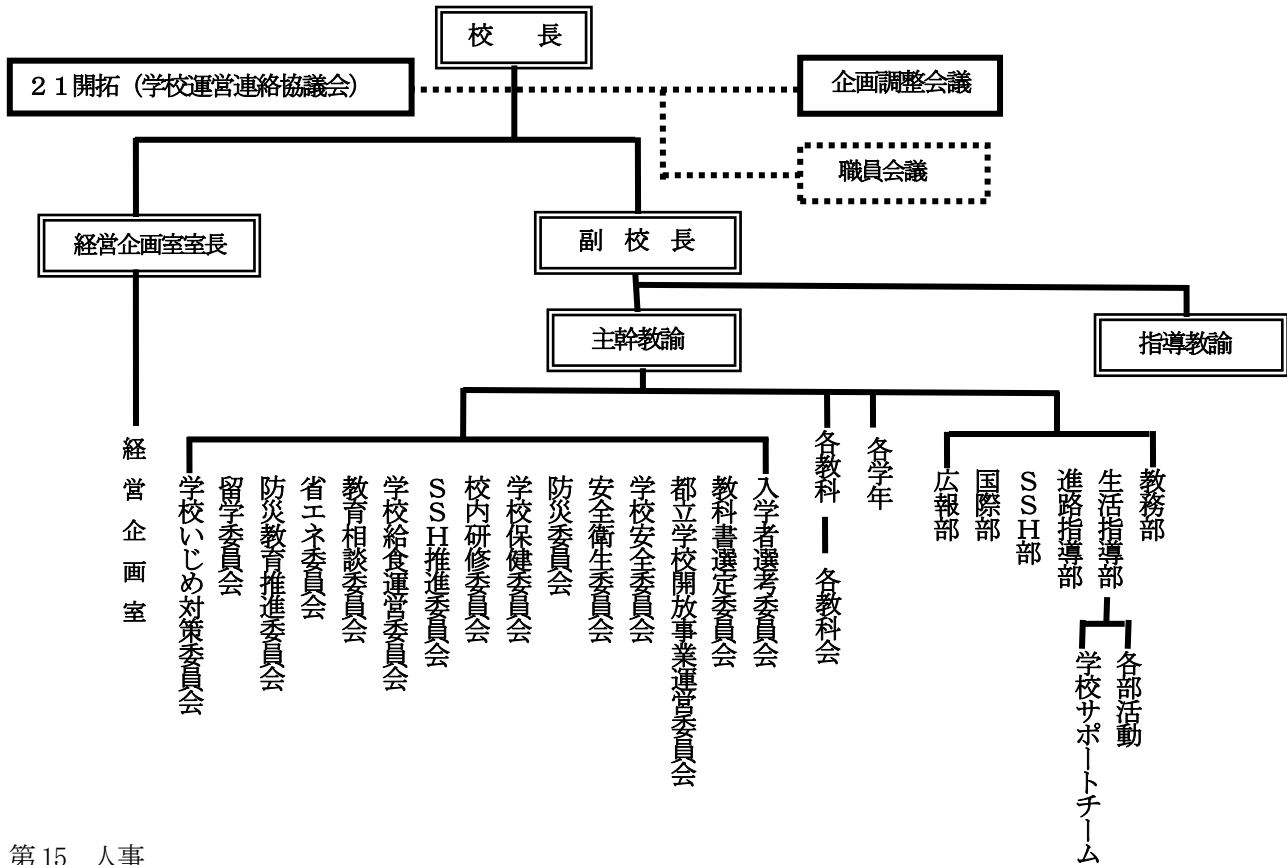 校　長
２１開拓（学校運営連絡協議会）
企画調整会議
職員会議
経営企画室室長
副　校　長
主幹教諭
指導教諭
教務部
生活指導部
進路指導部
ＳＳＨ部
国際部
広報部
各部活動
学校サポートチーム
各学年
各教科
各教科会
入学者選考委員会
教科書選定委員会
都立学校開放事業運営委員会
学校安全委員会
安全衛生委員会
防災委員会
学校保健委員会
校内研修委員会
ＳＳＨ推進委員会
学校給食運営委員会
教育相談委員会
省エネ委員会
防災教育推進委員会
留学委員会
学校いじめ対策委員会
経営企画室
第15　人事